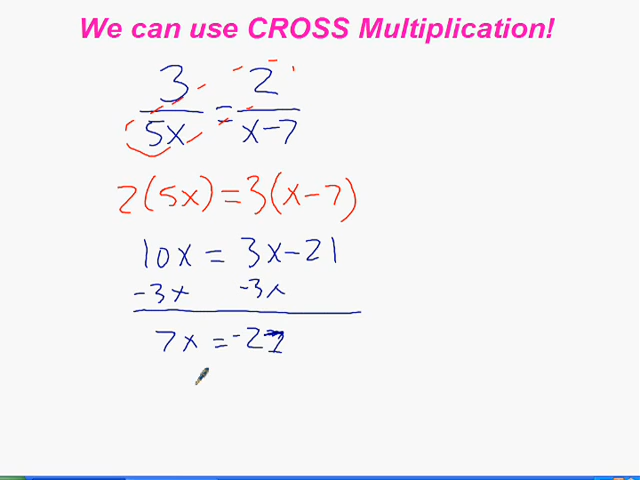 We can use CROSS Multiplication!
3/5x = 2/x-7
2(5x) = 3(x-7)
10x = 3x-21
-3x -3x
7x = -21